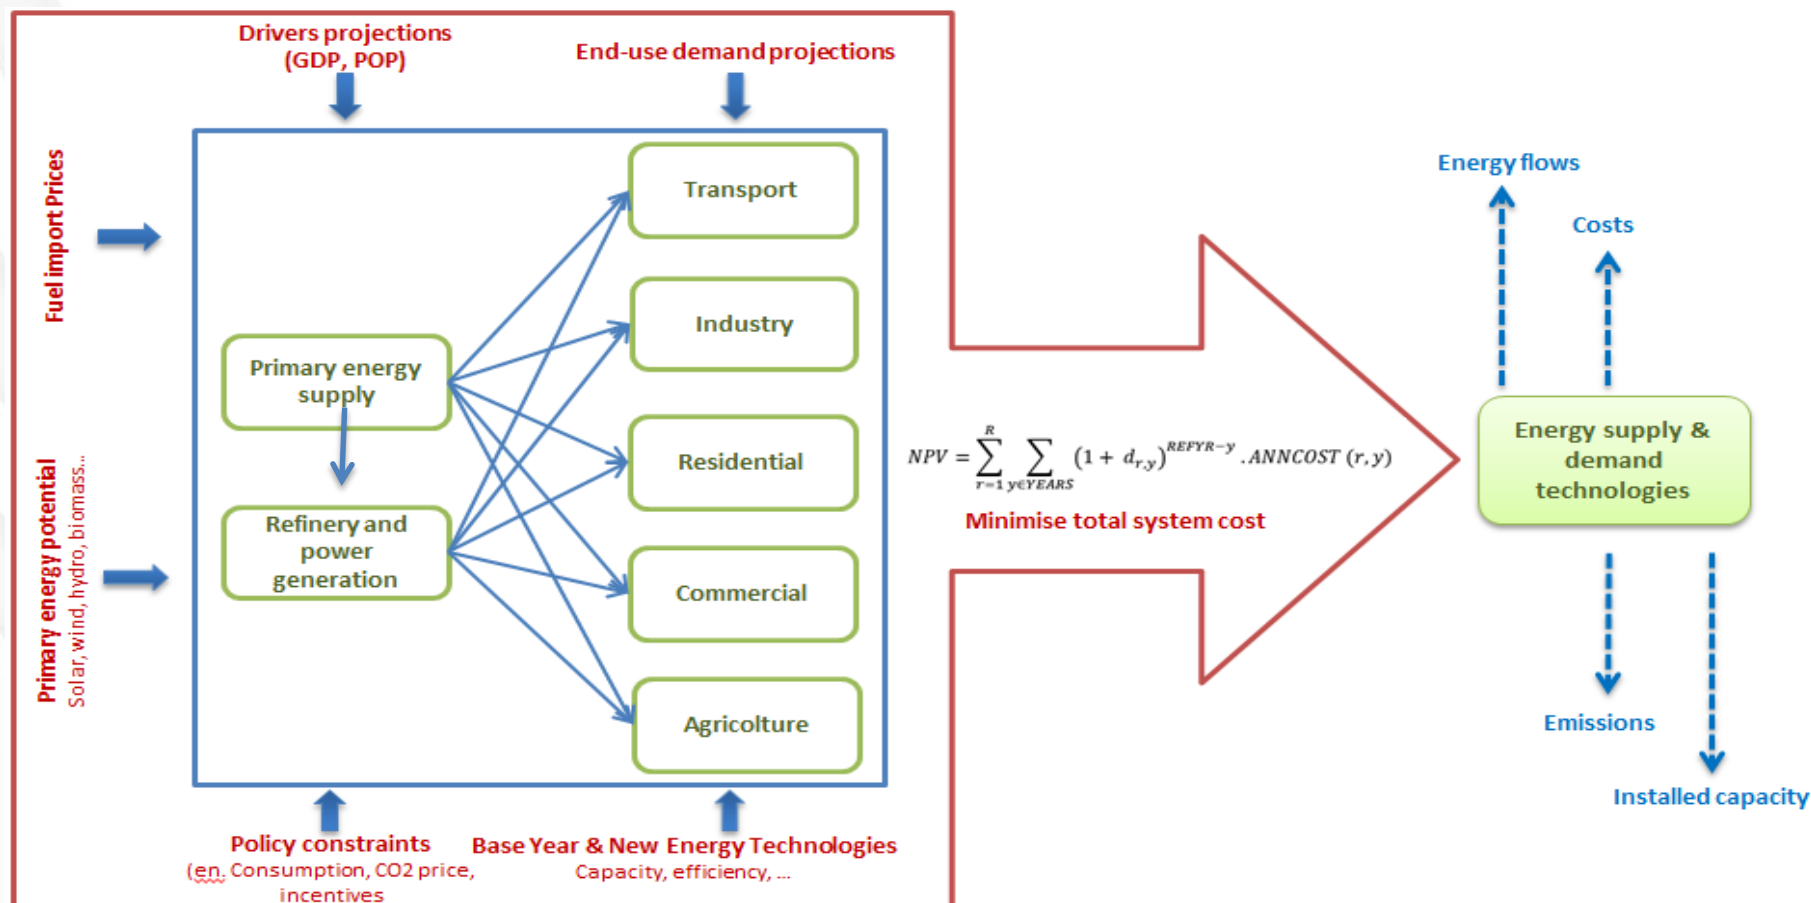 Drivers projections
(GDP, POP)
End-use demand projections
Fuel import Prices
Primary energy potential
Solar, wind, hydro, biomass...
Primary energy
supply
Refinery and
power
generation
Transport
Industry
Residential
Commercial
Agricolture
Policy constraints
(en. Consumption, CO2 price,
incentives
Base Year & New Energy Technologies
Capacity, efficiency, ...
NPV = ∑_{r=1}^{R} ∑_{y∈YEARS} (1 + d_{r,y})^{REFYR−y} .ANNCOST (r, y)
Minimise total system cost
Energy flows
Costs
Energy supply &
demand
technologies
Emissions
Installed capacity